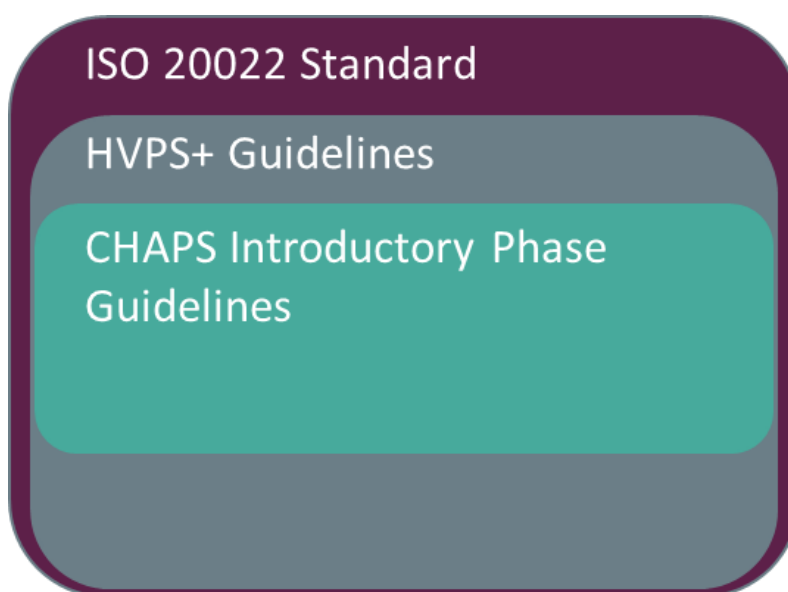 ISO 20022 Standard
HVPS+ Guidelines
CHAPS Introductory Phase
Guidelines